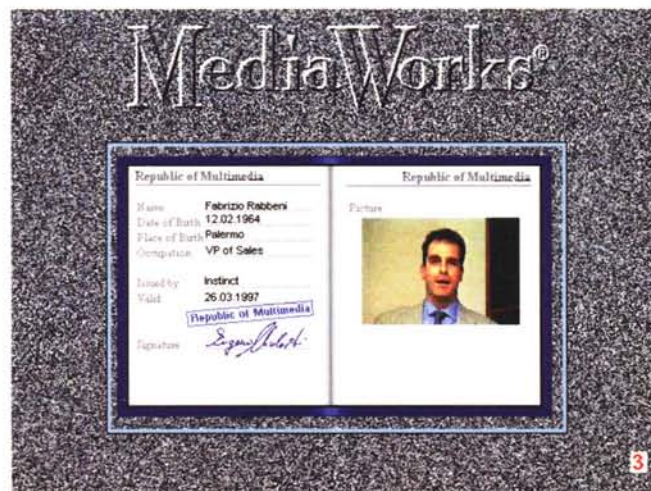 MediaWorks®
Republic of Multimedia
Name Fabrizio Rabbeni
Date of Birth 12.02.1964
Place of Birth Palermo
Occupation VP of Sales
Issued by Instinct
Valid 26.03.1997
Republic of Multimedia
Signature
Republic of Multimedia
Picture
3